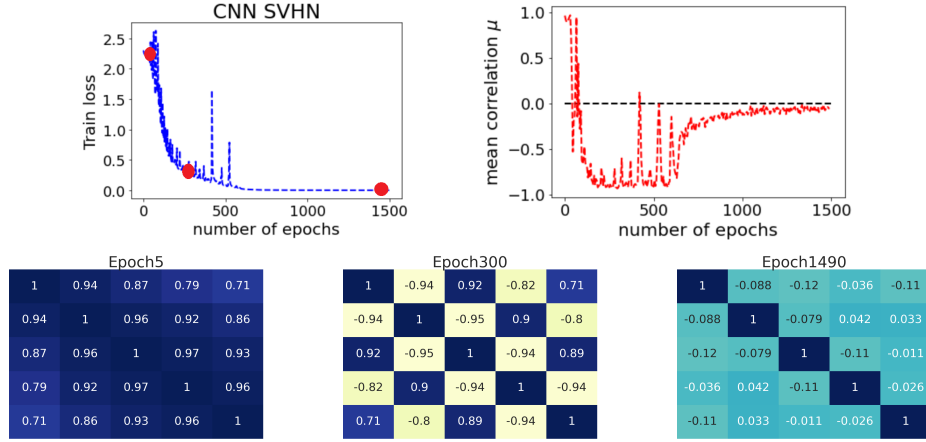 CNN SVHN
Train loss
2.5
2.0
1.5
1.0
0.5
0.0
0 500 1000 1500
number of epochs
mean correlation μ
1.0
0.5
0.0
−0.5
−1.0
0 500 1000 1500
number of epochs
Epoch5
1 0.94 0.87 0.79 0.71
0.94 1 0.96 0.92 0.86
0.87 0.96 1 0.97 0.93
0.79 0.92 0.97 1 0.96
0.71 0.86 0.93 0.96 1
Epoch300
1 -0.94 0.92 -0.82 0.71
-0.94 1 -0.95 0.9 -0.8
0.92 -0.95 1 -0.94 0.89
-0.82 0.9 -0.94 1 -0.94
0.71 -0.8 0.89 -0.94 1
Epoch1490
1 -0.088 -0.12 -0.036 -0.11
-0.088 1 -0.079 0.042 0.033
-0.12 -0.079 1 -0.11 -0.011
-0.036 0.042 -0.11 1 -0.026
-0.11 0.033 -0.011 -0.026 1